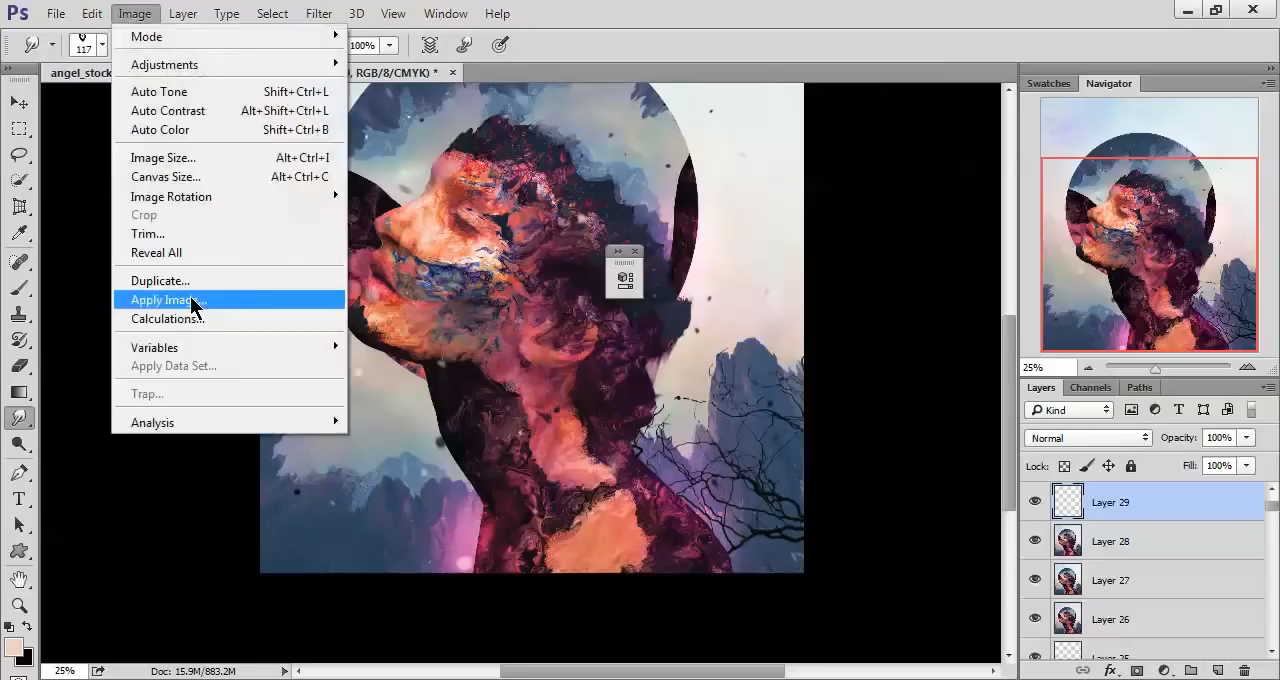 Ps File Edit Image Layer Type Select Filter 3D View Window Help
117
100%
angel_stock
, RGB/8/CMYK) *
Mode
Adjustments
Auto Tone Shift+Ctrl+L
Auto Contrast Alt+Shift+Ctrl+L
Auto Color Shift+Ctrl+B
Image Size... Alt+Ctrl+I
Canvas Size... Alt+Ctrl+C
Image Rotation
Crop
Trim...
Reveal All
Duplicate...
Apply Image...
Calculations...
Variables
Apply Data Set...
Trap...
Analysis
Swatches Navigator
25%
Layers Channels Paths
Kind
Normal Opacity: 100%
Lock: Fill: 100%
Layer 29
Layer 28
Layer 27
Layer 26
25% Doc: 15.9M/883.2M
fx